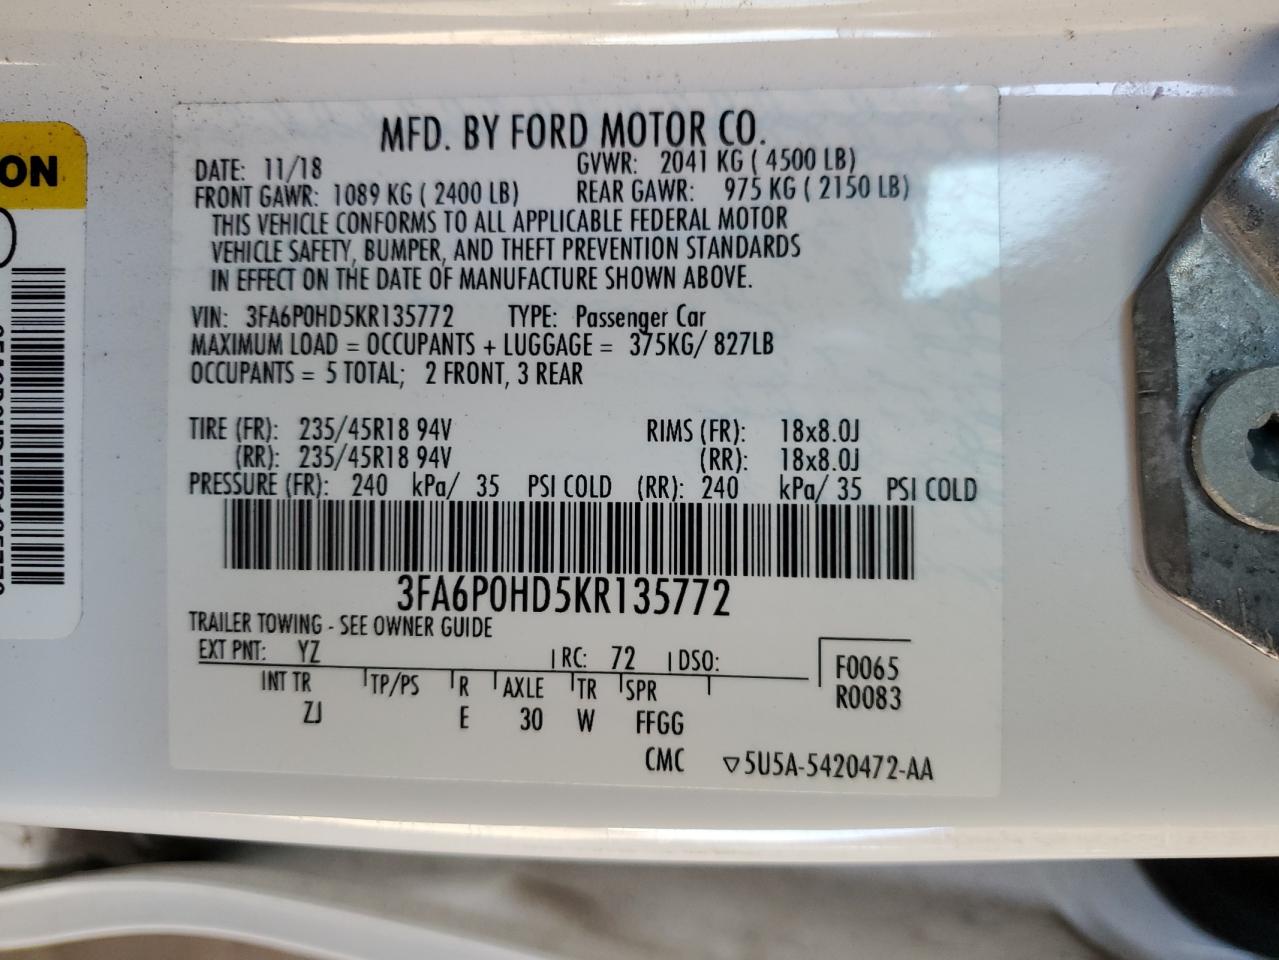 MFD. BY FORD MOTOR CO.
DATE: 11/18 GVWR: 2041 KG ( 4500 LB)
FRONT GAWR: 1089 KG ( 2400 LB) REAR GAWR: 975 KG ( 2150 LB)
THIS VEHICLE CONFORMS TO ALL APPLICABLE FEDERAL MOTOR
VEHICLE SAFETY, BUMPER, AND THEFT PREVENTION STANDARDS
IN EFFECT ON THE DATE OF MANUFACTURE SHOWN ABOVE.
VIN: 3FA6P0HD5KR135772 TYPE: Passenger Car
MAXIMUM LOAD = OCCUPANTS + LUGGAGE = 375KG/ 827LB
OCCUPANTS = 5 TOTAL; 2 FRONT, 3 REAR
TIRE (FR): 235/45R18 94V RIMS (FR): 18x8.0J
(RR): 235/45R18 94V (RR): 18x8.0J
PRESSURE (FR): 240 kPa/ 35 PSI COLD (RR): 240 kPa/ 35 PSI COLD
3FA6P0HD5KR135772
TRAILER TOWING - SEE OWNER GUIDE
EXT PNT: YZ RC: 72 DSO:
F0065
R0083
INT TR TP/PS R AXLE TR SPR
ZJ E 30 W FFGG
CMC ▽5U5A-5420472-AA
ON